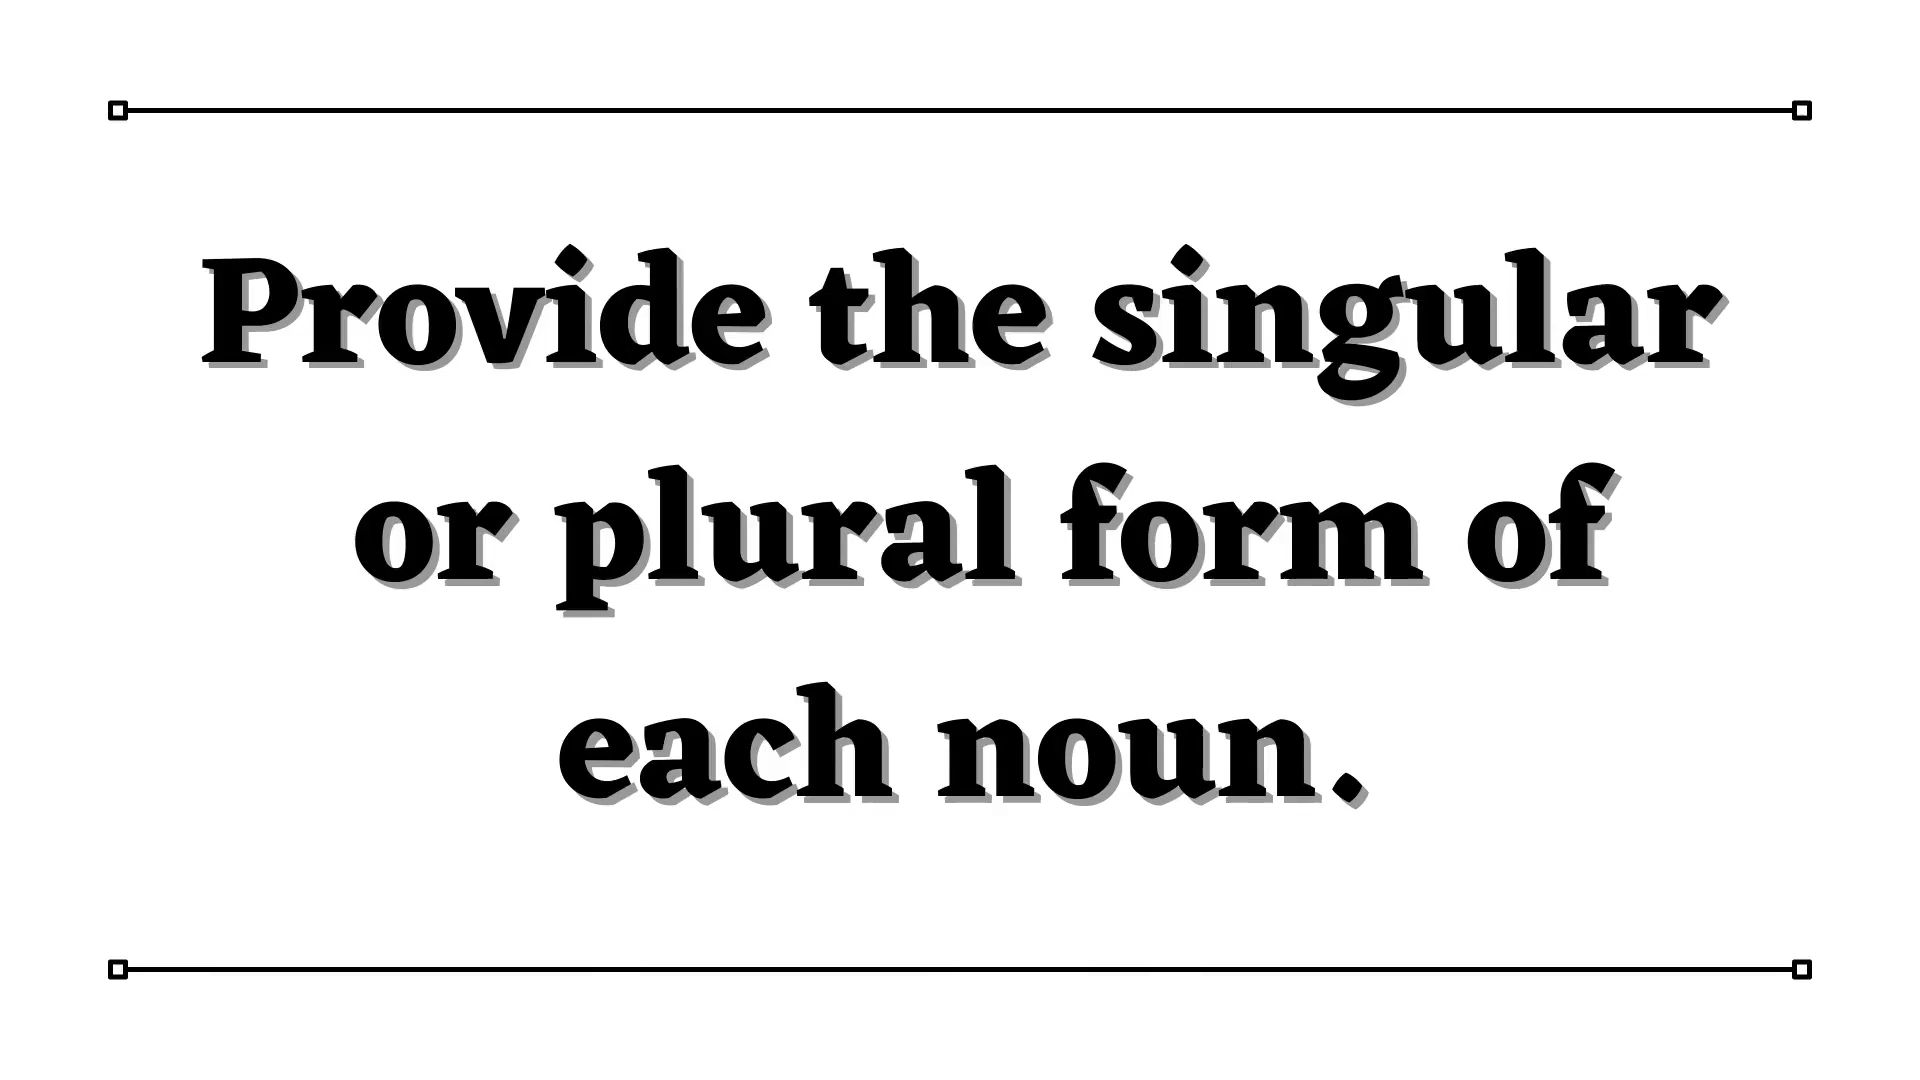 Provide the singular
or plural form of
each noun.